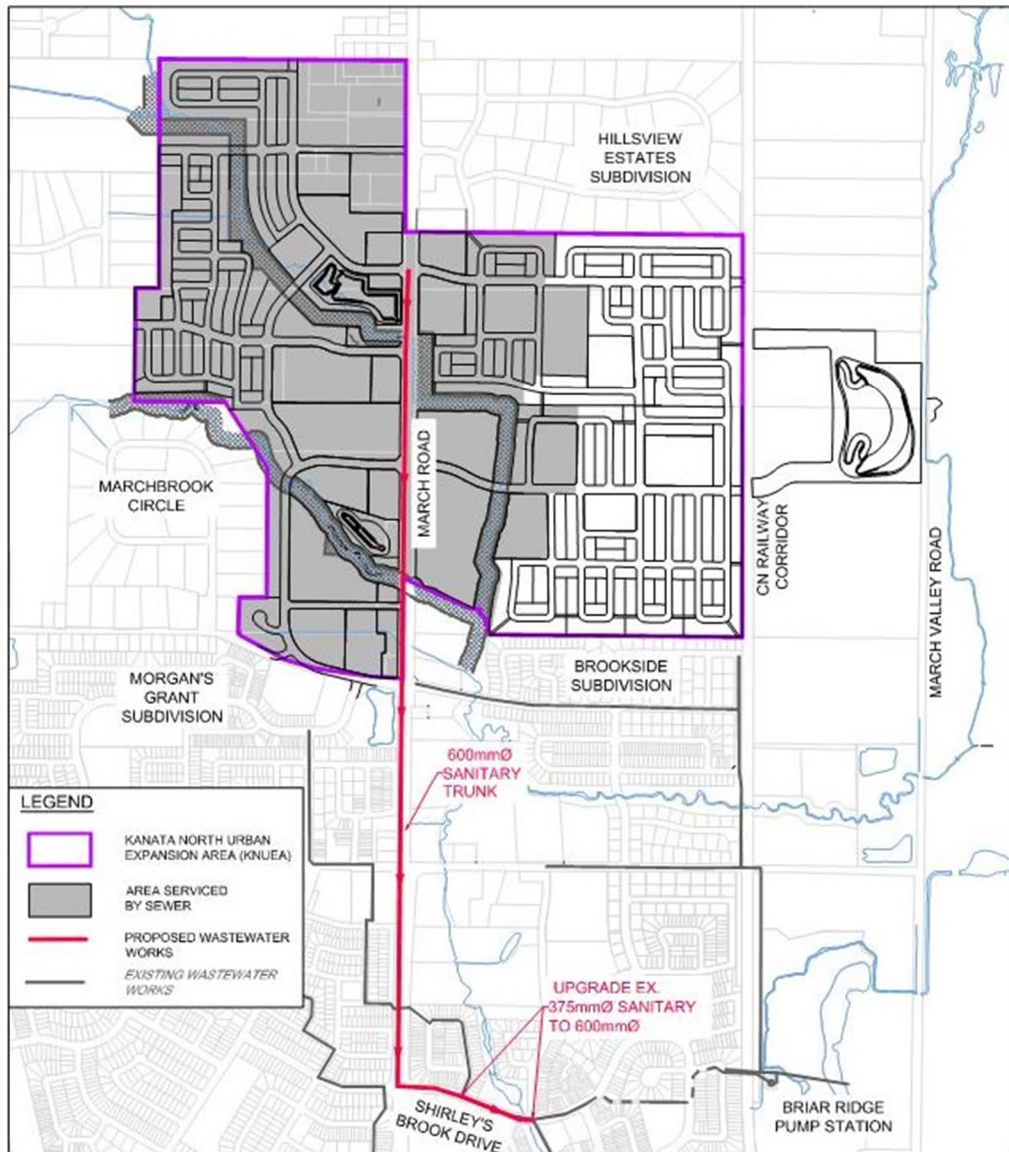 HILLSVIEW
ESTATES
SUBDIVISION
MARCH ROAD
MARCHBROOK
CIRCLE
CN RAILWAY
CORRIDOR
MARCH VALLEY ROAD
MORGAN'S
GRANT
SUBDIVISION
BROOKSIDE
SUBDIVISION
600mmØ
SANITARY
TRUNK
LEGEND
KANATA NORTH URBAN
EXPANSION AREA (KNUEA)
AREA SERVICED
BY SEWER
PROPOSED WASTEWATER
WORKS
EXISTING WASTEWATER
WORKS
UPGRADE EX.
375mmØ SANITARY
TO 600mmØ
SHIRLEY'S
BROOK DRIVE
BRIAR RIDGE
PUMP STATION